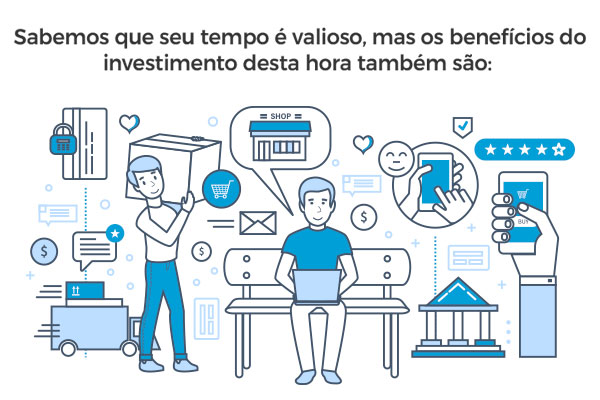 Sabemos que seu tempo é valioso, mas os benefícios do
investimento desta hora também são:
SHOP
$
$
$
BUY